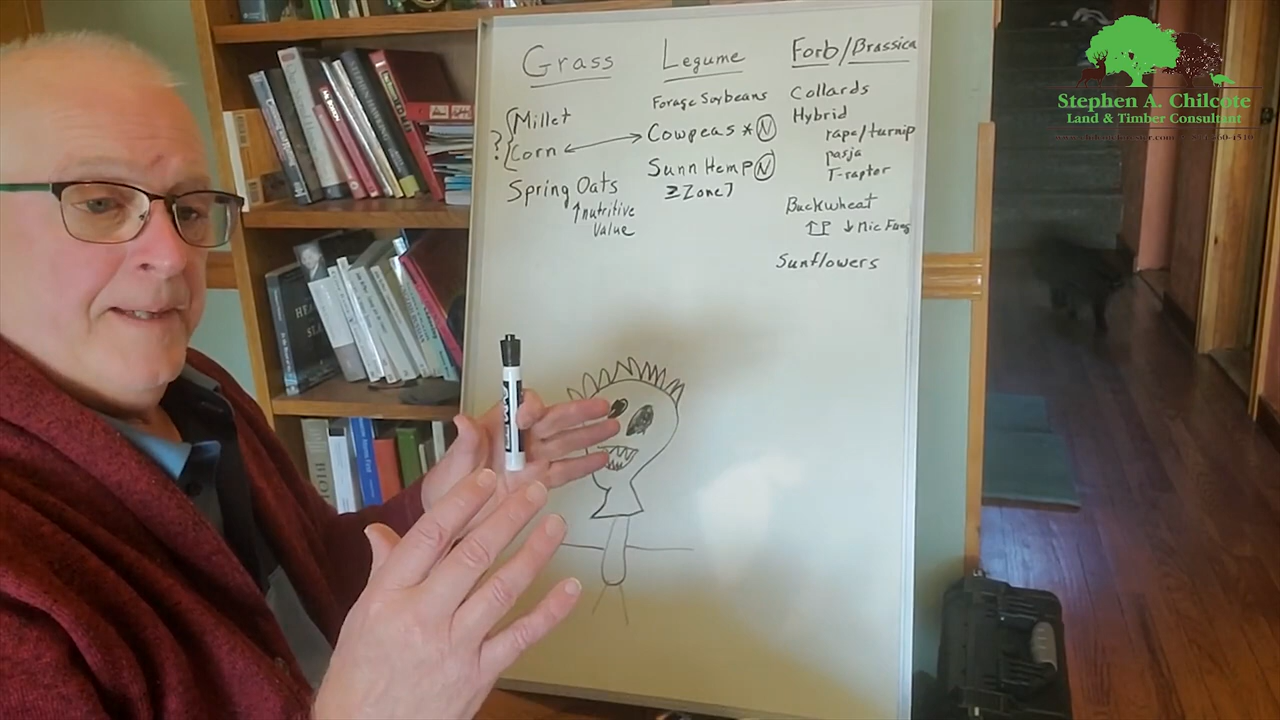 Grass
Legume
Forb/Brassica
? { Millet
Corn
Spring Oats
↑ nutritive
Value
Forage Soybeans
Cowpeas * N
Sunn Hemp N
≥ Zone 7
Collards
Hybrid
rape/turnip
pasja
T-raptor
Buckwheat
↑P ↓ Mic Fung
Sunflowers
Stephen A. Chilcote
Land & Timber Consultant